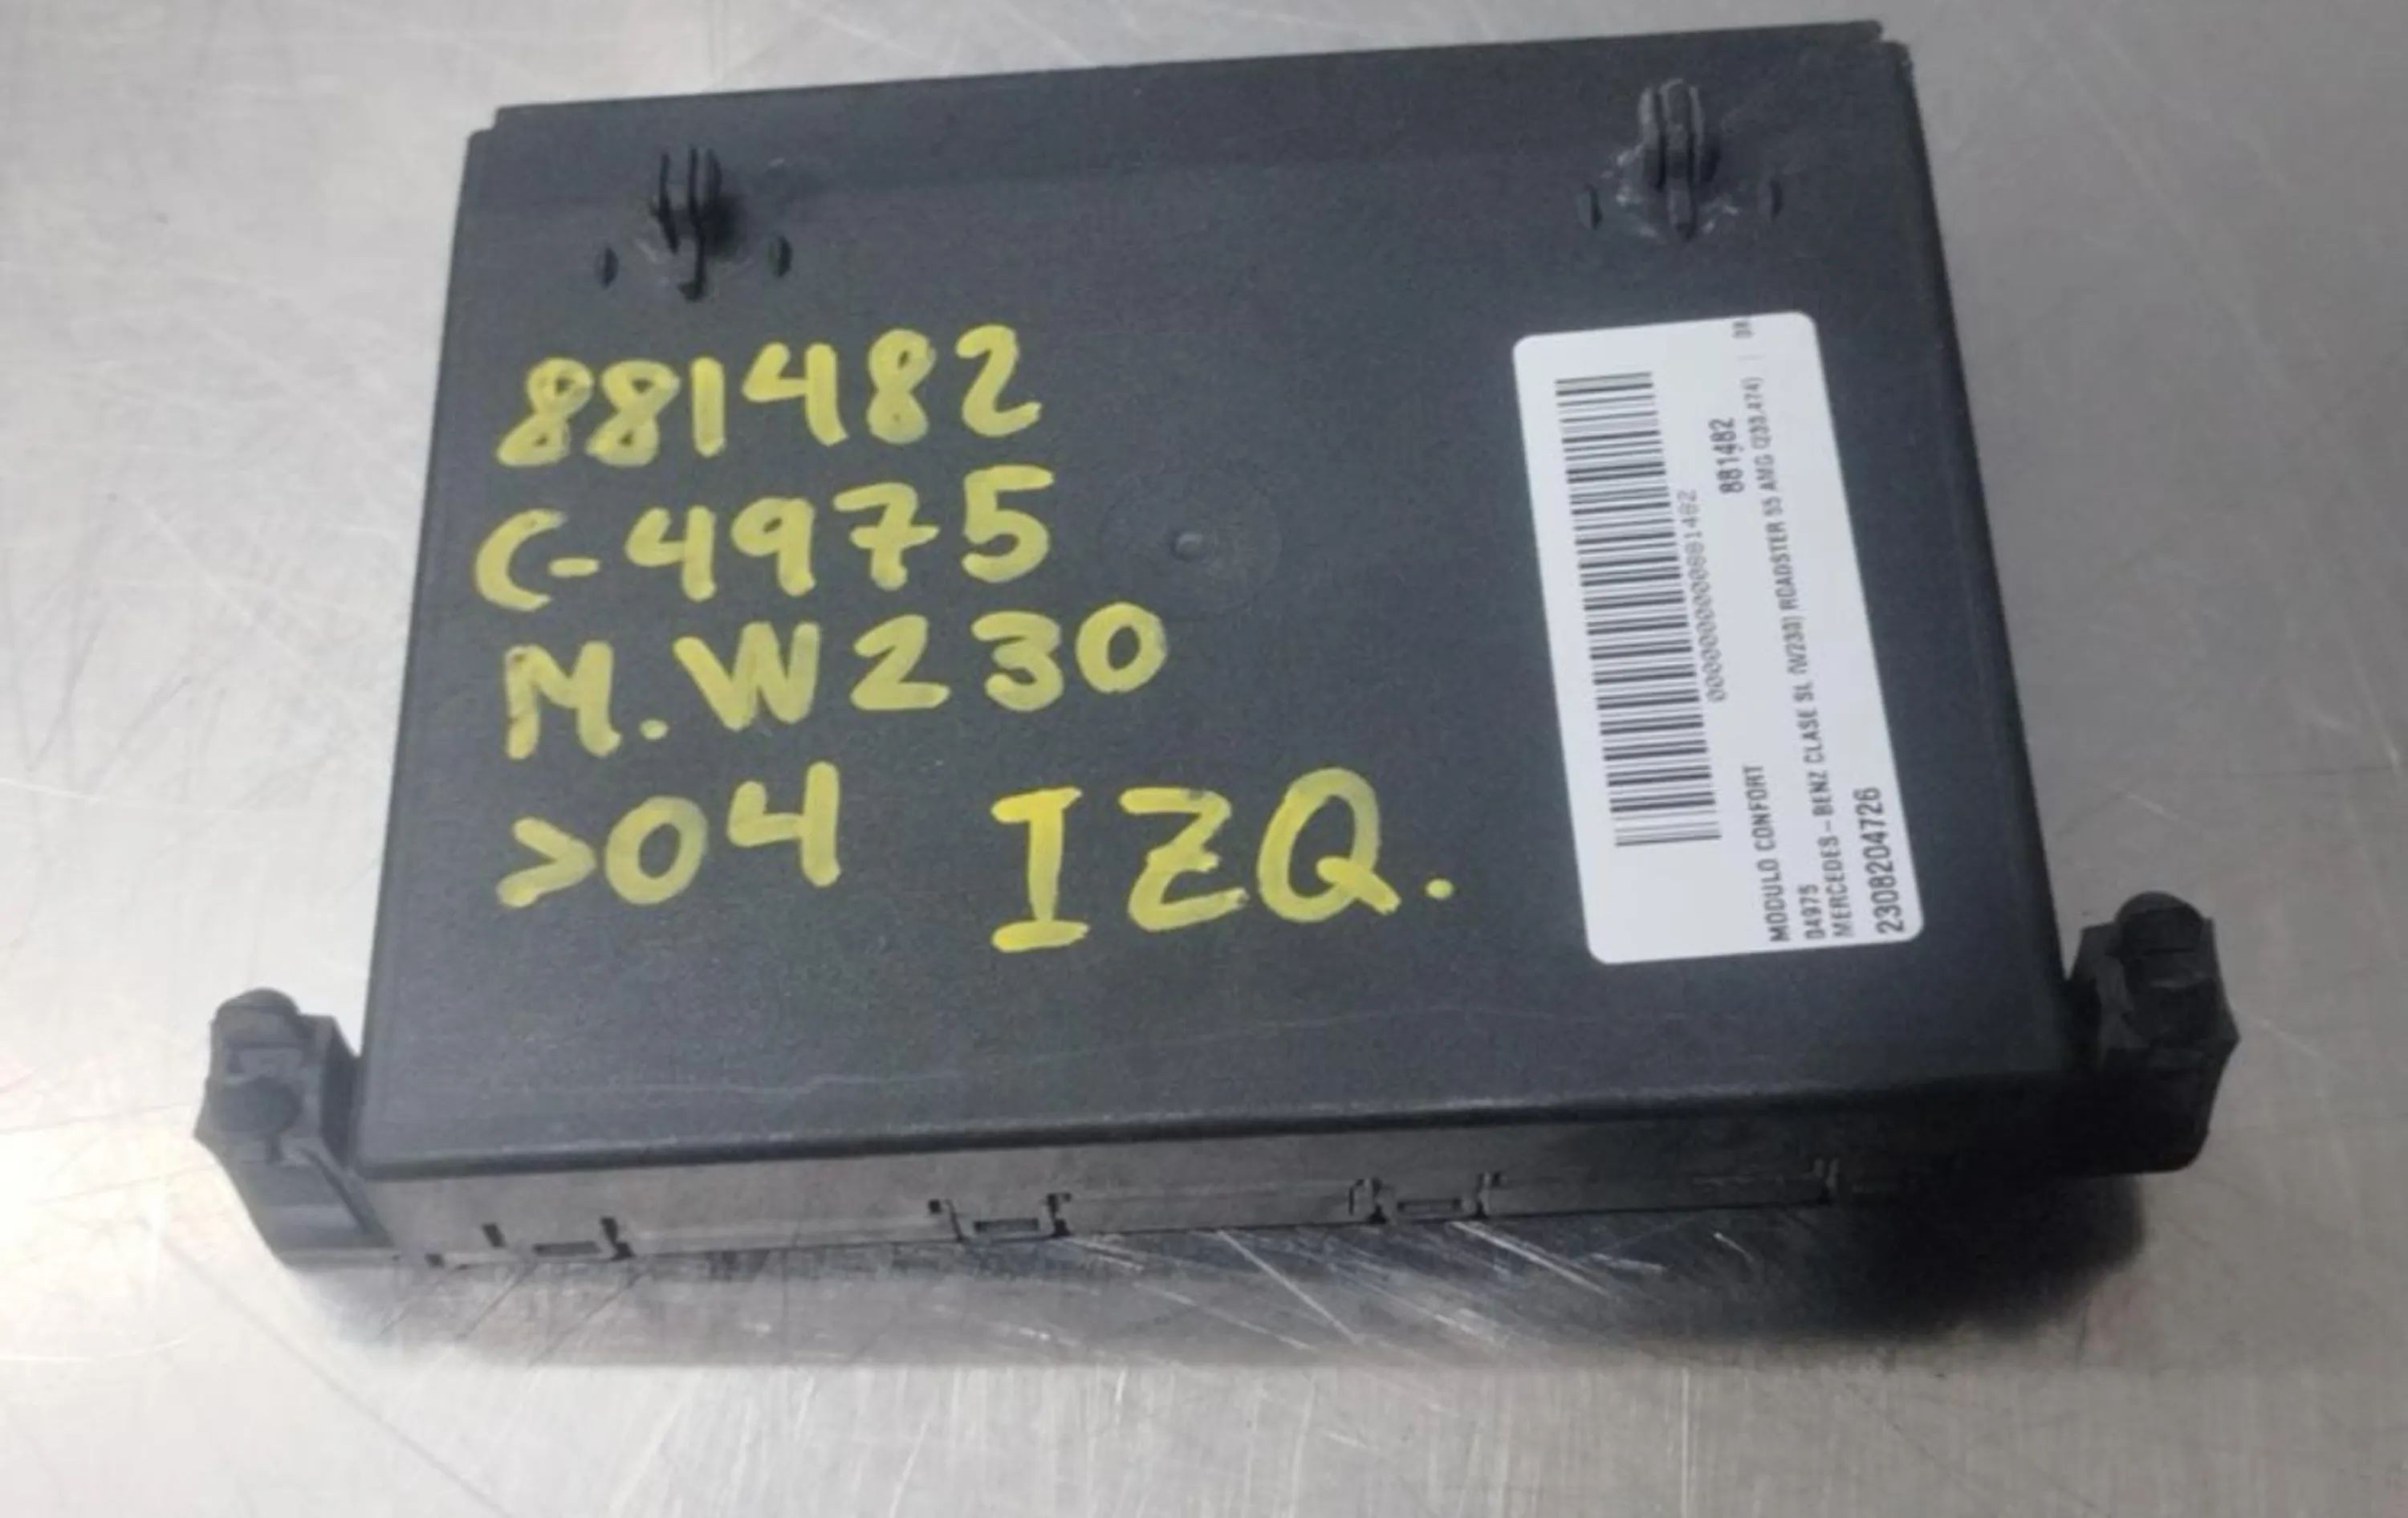 881482
C-4975
M.W230
>04 IZQ.
00000000000881482
881482
MODULO CONFORT
04975
MERCEDES-BENZ CLASE SL (W230) ROADSTER 55 AMG (230.474) |
2308204726